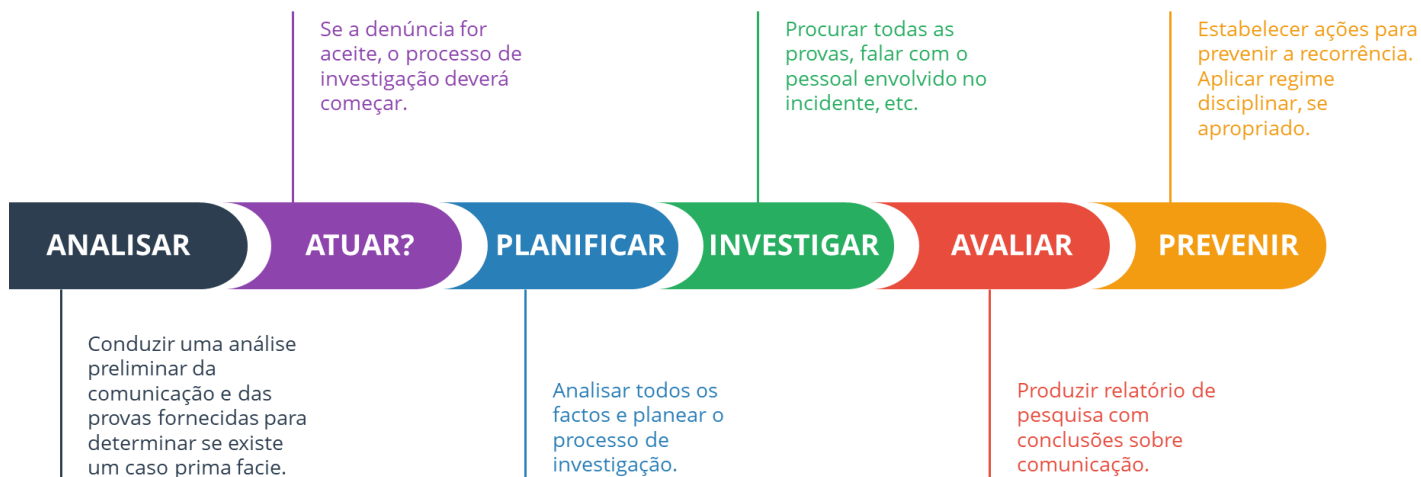 Se a denúncia for
aceite, o processo de
investigação deverá
começar.
Procurar todas as
provas, falar com o
pessoal envolvido no
incidente, etc.
Estabelecer ações para
prevenir a recorrência.
Aplicar regime
disciplinar, se
apropriado.
ANALISAR
ATUAR?
PLANIFICAR
INVESTIGAR
AVALIAR
PREVENIR
Conduzir uma análise
preliminar da
comunicação e das
provas fornecidas para
determinar se existe
um caso prima facie.
Analisar todos os
factos e planear o
processo de
investigação.
Produzir relatório de
pesquisa com
conclusões sobre
comunicação.